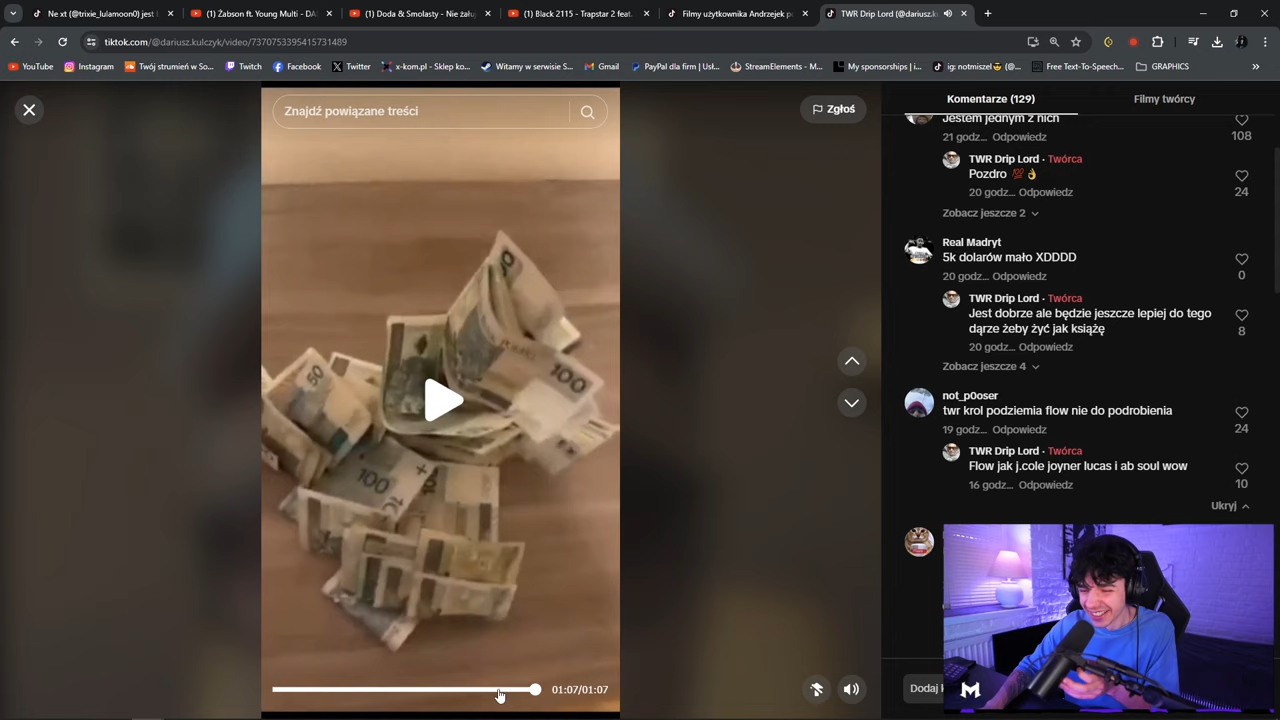 Ne xt (@trixie_lulamoon0) jest l
(1) Żabson ft. Young Multi - DA
(1) Doda & Smolasty - Nie żałuj
(1) Black 2115 - Trapstar 2 feat.
Filmy użytkownika Andrzejek p
TWR Drip Lord (@dariusz.k
tiktok.com/@dariusz.kulczyk/video/7370753395415731489
YouTube
Instagram
Twój strumień w So...
Twitch
Facebook
Twitter
x-kom.pl - Sklep ko...
Witamy w serwisie S...
Gmail
PayPal dla firm | Usł...
StreamElements - M...
My sponsorships | i...
ig: notmisel😎 (@...
Free Text-To-Speech...
GRAPHICS
Znajdź powiązane treści
Zgłoś
50
100
100
01:07/01:07
Komentarze (129)
Filmy twórcy
Jestem jednym z nich
21 godz... Odpowiedz
108
TWR Drip Lord · Twórca
Pozdro 💯👌
20 godz... Odpowiedz
24
Zobacz jeszcze 2
Real Madryt
5k dolarów mało XDDDD
20 godz... Odpowiedz
0
TWR Drip Lord · Twórca
Jest dobrze ale będzie jeszcze lepiej do tego
dąrze żeby żyć jak książę
20 godz... Odpowiedz
8
Zobacz jeszcze 4
not_p0oser
twr krol podziemia flow nie do podrobienia
19 godz... Odpowiedz
24
TWR Drip Lord · Twórca
Flow jak j.cole joyner lucas i ab soul wow
16 godz... Odpowiedz
10
Ukryj
Dodaj k